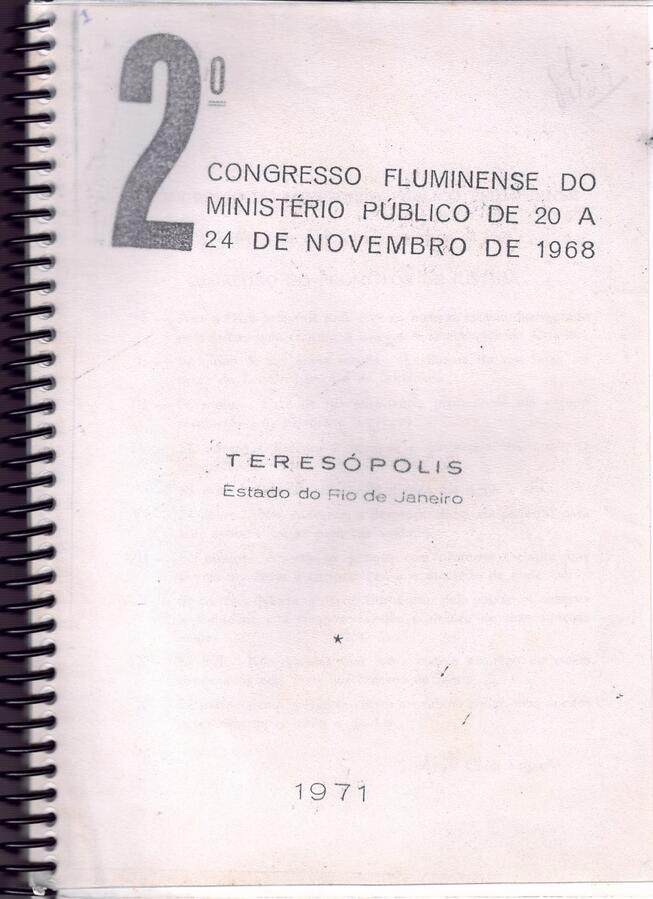 2º
CONGRESSO FLUMINENSE DO
MINISTÉRIO PÚBLICO DE 20 A
24 DE NOVEMBRO DE 1968
TERESÓPOLIS
Estado do Rio de Janeiro
*
1971